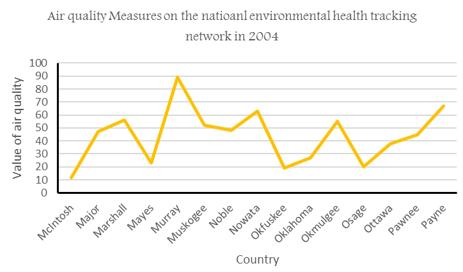 Air quality Measures on the natioanl environmental health tracking
network in 2004
Value of air quality
100
90
80
70
60
50
40
30
20
10
0
McIntosh
Major
Marshall
Mayes
Murray
Muskogee
Noble
Nowata
Okfuskee
Oklahoma
Okmulgee
Osage
Ottawa
Pawnee
Payne
Country